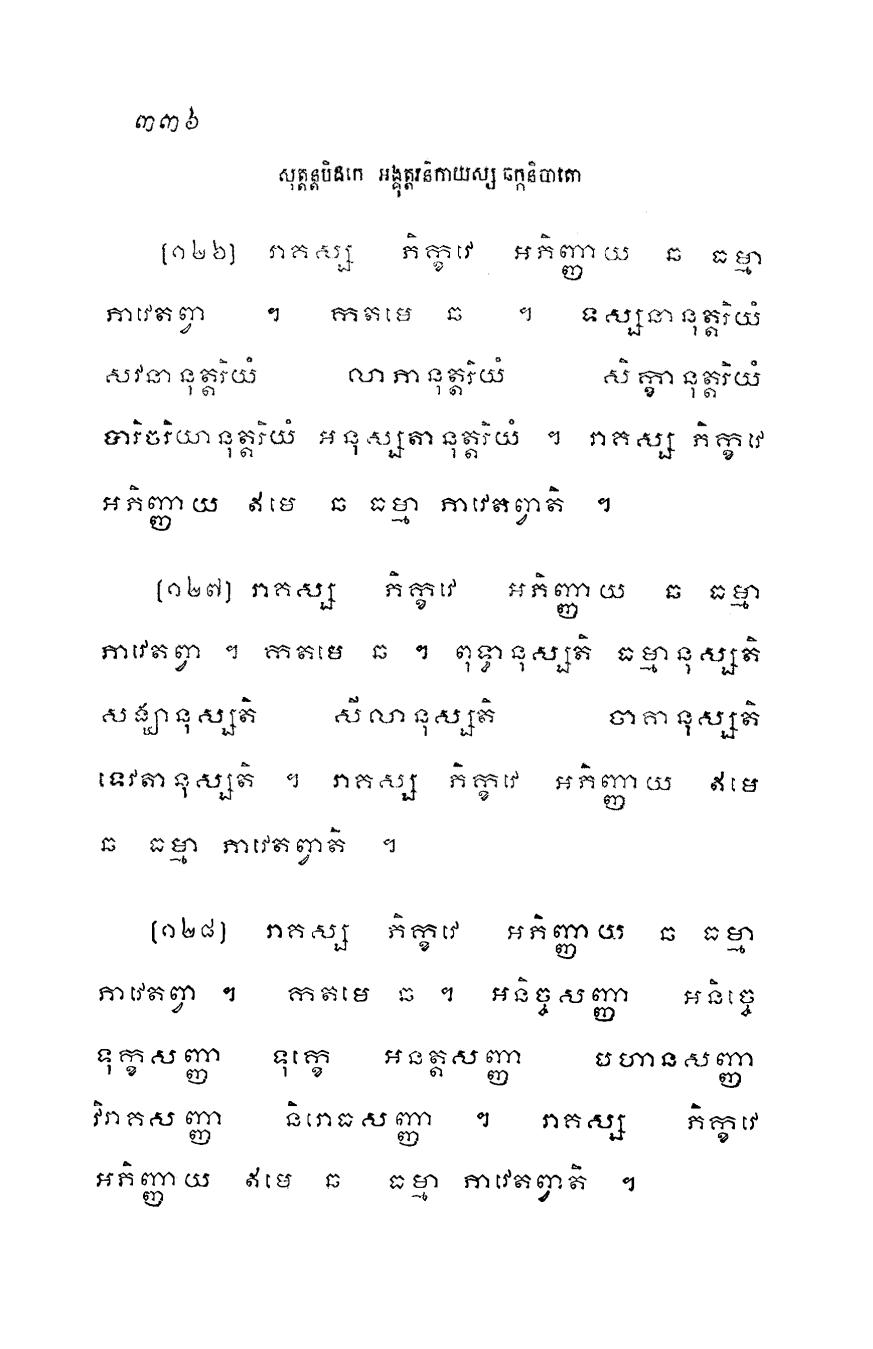 ៣៣៦
សុត្តន្តបិដកេ អង្គុត្តរនិកាយស្ស ឆក្កនិបាតោ
[១២៦] រាគស្ស ភិក្ខវេ អភិញ្ញាយ ឆ ធម្មា
ភាវេតព្វា ។ កតមេ ឆ ។ ទស្សនានុត្តរិយំ
សវនានុត្តរិយំ លាភានុត្តរិយំ សិក្ខានុត្តរិយំ
បារិចរិយានុត្តរិយំ អនុស្សតានុត្តរិយំ ។ រាគស្ស ភិក្ខវេ
អភិញ្ញាយ ឥមេ ឆ ធម្មា ភាវេតព្វាតិ ។
[១២៧] រាគស្ស ភិក្ខវេ អភិញ្ញាយ ឆ ធម្មា
ភាវេតព្វា ។ កតមេ ឆ ។ ពុទ្ធានុស្សតិ ធម្មានុស្សតិ
សង្ឃានុស្សតិ សីលានុស្សតិ ចាគានុស្សតិ
ទេវតានុស្សតិ ។ រាគស្ស ភិក្ខវេ អភិញ្ញាយ ឥមេ
ឆ ធម្មា ភាវេតព្វាតិ ។
[១២៨] រាគស្ស ភិក្ខវេ អភិញ្ញាយ ឆ ធម្មា
ភាវេតព្វា ។ កតមេ ឆ ។ អនិច្ចសញ្ញា អនិច្ចេ
ទុក្ខសញ្ញា ទុក្ខេ អនត្តសញ្ញា បហានសញ្ញា
វិរាគសញ្ញា និរោធសញ្ញា ។ រាគស្ស ភិក្ខវេ
អភិញ្ញាយ ឥមេ ឆ ធម្មា ភាវេតព្វាតិ ។